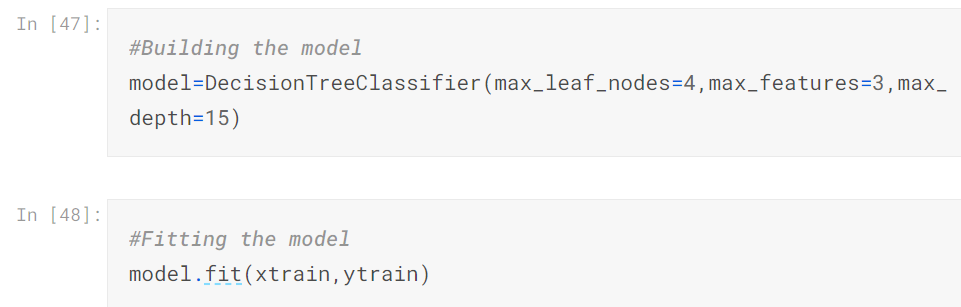 In [47]:
#Building the model
model=DecisionTreeClassifier(max_leaf_nodes=4,max_features=3,max_
depth=15)
In [48]:
#Fitting the model
model.fit(xtrain,ytrain)